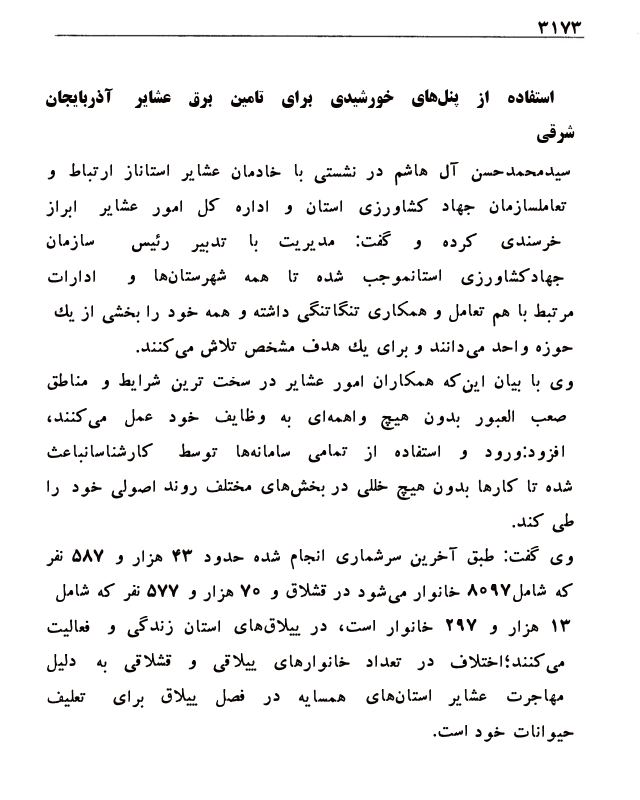 ۳۱۷۳
استفاده از پنل‌های خورشیدی برای تامین برق عشایر آذربایجان
شرقی
سیدمحمدحسن آل هاشم در نشستی با خادمان عشایر استاناز ارتباط و
تعاملسازمان جهاد کشاورزی استان و اداره کل امور عشایر ابراز
خرسندی کرده و گفت: مدیریت با تدبیر رئیس سازمان
جهادکشاورزی استانموجب شده تا همه شهرستان‌ها و ادارات
مرتبط با هم تعامل و همکاری تنگاتنگی داشته و همه خود را بخشی از یك
حوزه واحد می‌دانند و برای یك هدف مشخص تلاش می‌کنند.
وی با بیان این‌که همکاران امور عشایر در سخت ترین شرایط و مناطق
صعب العبور بدون هیچ واهمه‌ای به وظایف خود عمل می‌کنند،
افزود:ورود و استفاده از تمامی سامانه‌ها توسط کارشناسانباعث
شده تا کارها بدون هیچ خللی در بخش‌های مختلف روند اصولی خود را
طی کند.
وی گفت: طبق آخرین سرشماری انجام شده حدود ۴۳ هزار و ۵۸۷ نفر
که شامل۸۰۹۷ خانوار می‌شود در قشلاق و ۷۰ هزار و ۵۷۷ نفر که شامل
۱۳ هزار و ۲۹۷ خانوار است، در ییلاق‌های استان زندگی و فعالیت
می‌کنند؛اختلاف در تعداد خانوارهای ییلاقی و قشلاقی به دلیل
مهاجرت عشایر استان‌های همسایه در فصل ییلاق برای تعلیف
حیوانات خود است.